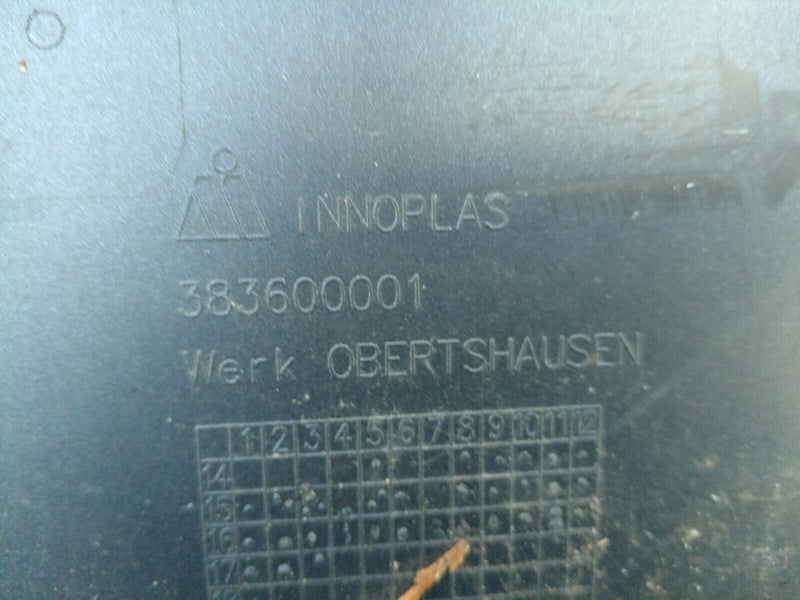 INNOPLAS
383600001
Werk OBERTSHAUSEN
1 2 3 4 5 6 7 8 9 10 11 12
14
15
16
17